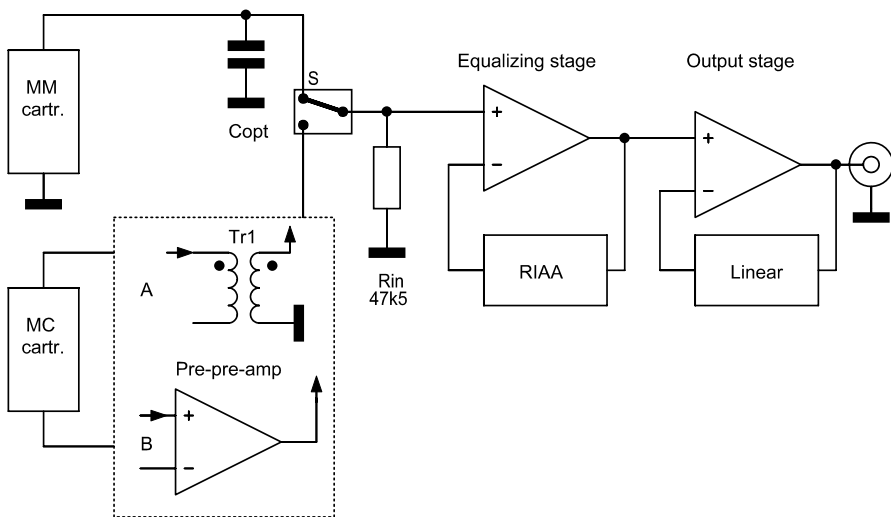 Equalizing stage
Output stage
MM
cartr.
S
Copt
+
−
+
−
Tr1
A
RIAA
Linear
Rin
47k5
MC
cartr.
Pre-pre-amp
+
B
−